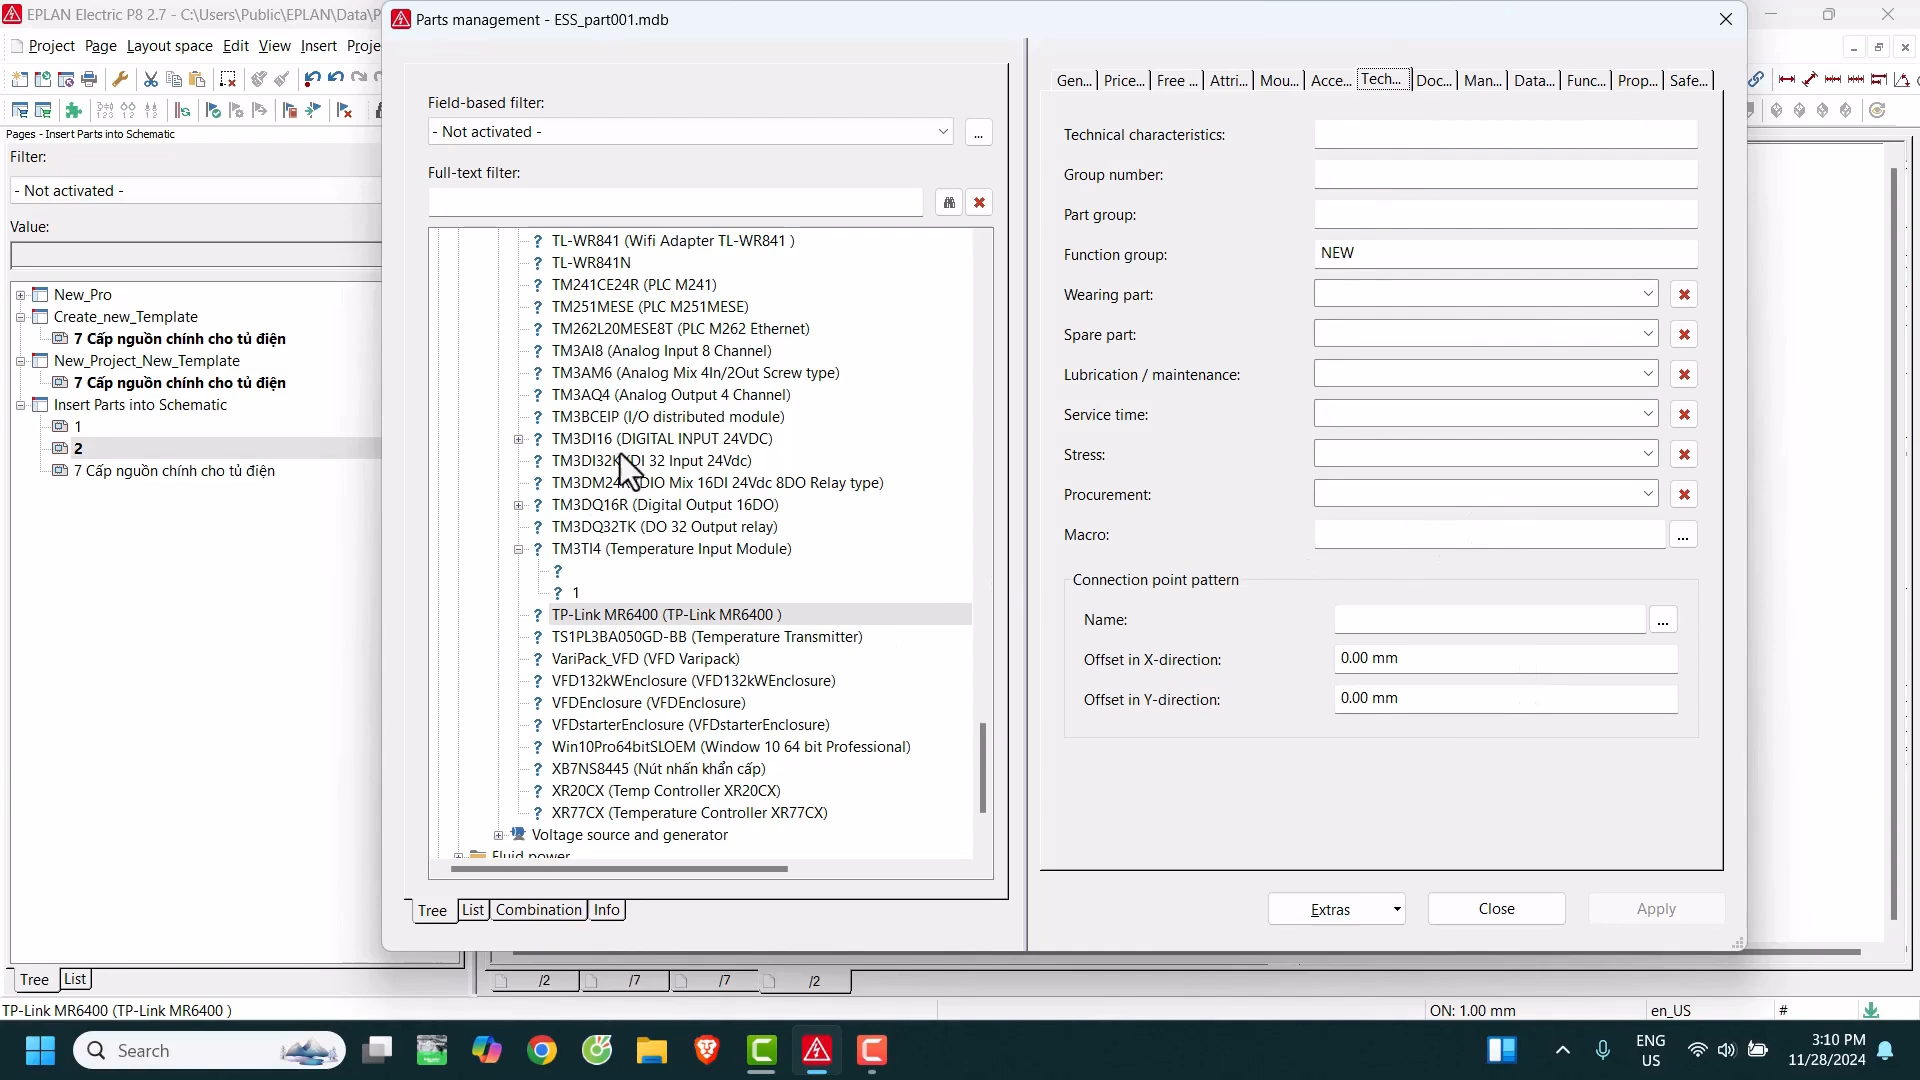 EPLAN Electric P8 2.7 - C:\Users\Public\EPLAN\Data\P
Parts management - ESS_part001.mdb
Project Page Layout space Edit View Insert Proje
Pages - Insert Parts into Schematic
Filter:
- Not activated -
Value:
New_Pro
Create_new_Template
7 Cấp nguồn chính cho tủ điện
New_Project_New_Template
7 Cấp nguồn chính cho tủ điện
Insert Parts into Schematic
1
2
7 Cấp nguồn chính cho tủ điện
Tree List
Field-based filter:
- Not activated -
...
Full-text filter:
TL-WR841 (Wifi Adapter TL-WR841 )
TL-WR841N
TM241CE24R (PLC M241)
TM251MESE (PLC M251MESE)
TM262L20MESE8T (PLC M262 Ethernet)
TM3AI8 (Analog Input 8 Channel)
TM3AM6 (Analog Mix 4In/2Out Screw type)
TM3AQ4 (Analog Output 4 Channel)
TM3BCEIP (I/O distributed module)
TM3DI16 (DIGITAL INPUT 24VDC)
TM3DI32K (DI 32 Input 24Vdc)
TM3DM24 DIO Mix 16DI 24Vdc 8DO Relay type)
TM3DQ16R (Digital Output 16DO)
TM3DQ32TK (DO 32 Output relay)
TM3TI4 (Temperature Input Module)
1
TP-Link MR6400 (TP-Link MR6400 )
TS1PL3BA050GD-BB (Temperature Transmitter)
VariPack_VFD (VFD Varipack)
VFD132kWEnclosure (VFD132kWEnclosure)
VFDEnclosure (VFDEnclosure)
VFDstarterEnclosure (VFDstarterEnclosure)
Win10Pro64bitSLOEM (Window 10 64 bit Professional)
XB7NS8445 (Nút nhấn khẩn cấp)
XR20CX (Temp Controller XR20CX)
XR77CX (Temperature Controller XR77CX)
Voltage source and generator
Fluid power
Tree List Combination Info
Gen... Price... Free ... Attri... Mou... Acce... Tech... Doc... Man... Data... Func... Prop... Safe...
Technical characteristics:
Group number:
Part group:
Function group: NEW
Wearing part:
Spare part:
Lubrication / maintenance:
Service time:
Stress:
Procurement:
Macro: ...
Connection point pattern
Name: ...
Offset in X-direction: 0.00 mm
Offset in Y-direction: 0.00 mm
Extras Close Apply
/2 /7 /7 /2
TP-Link MR6400 (TP-Link MR6400 ) ON: 1.00 mm en_US #
Search
ENG
US
3:10 PM
11/28/2024